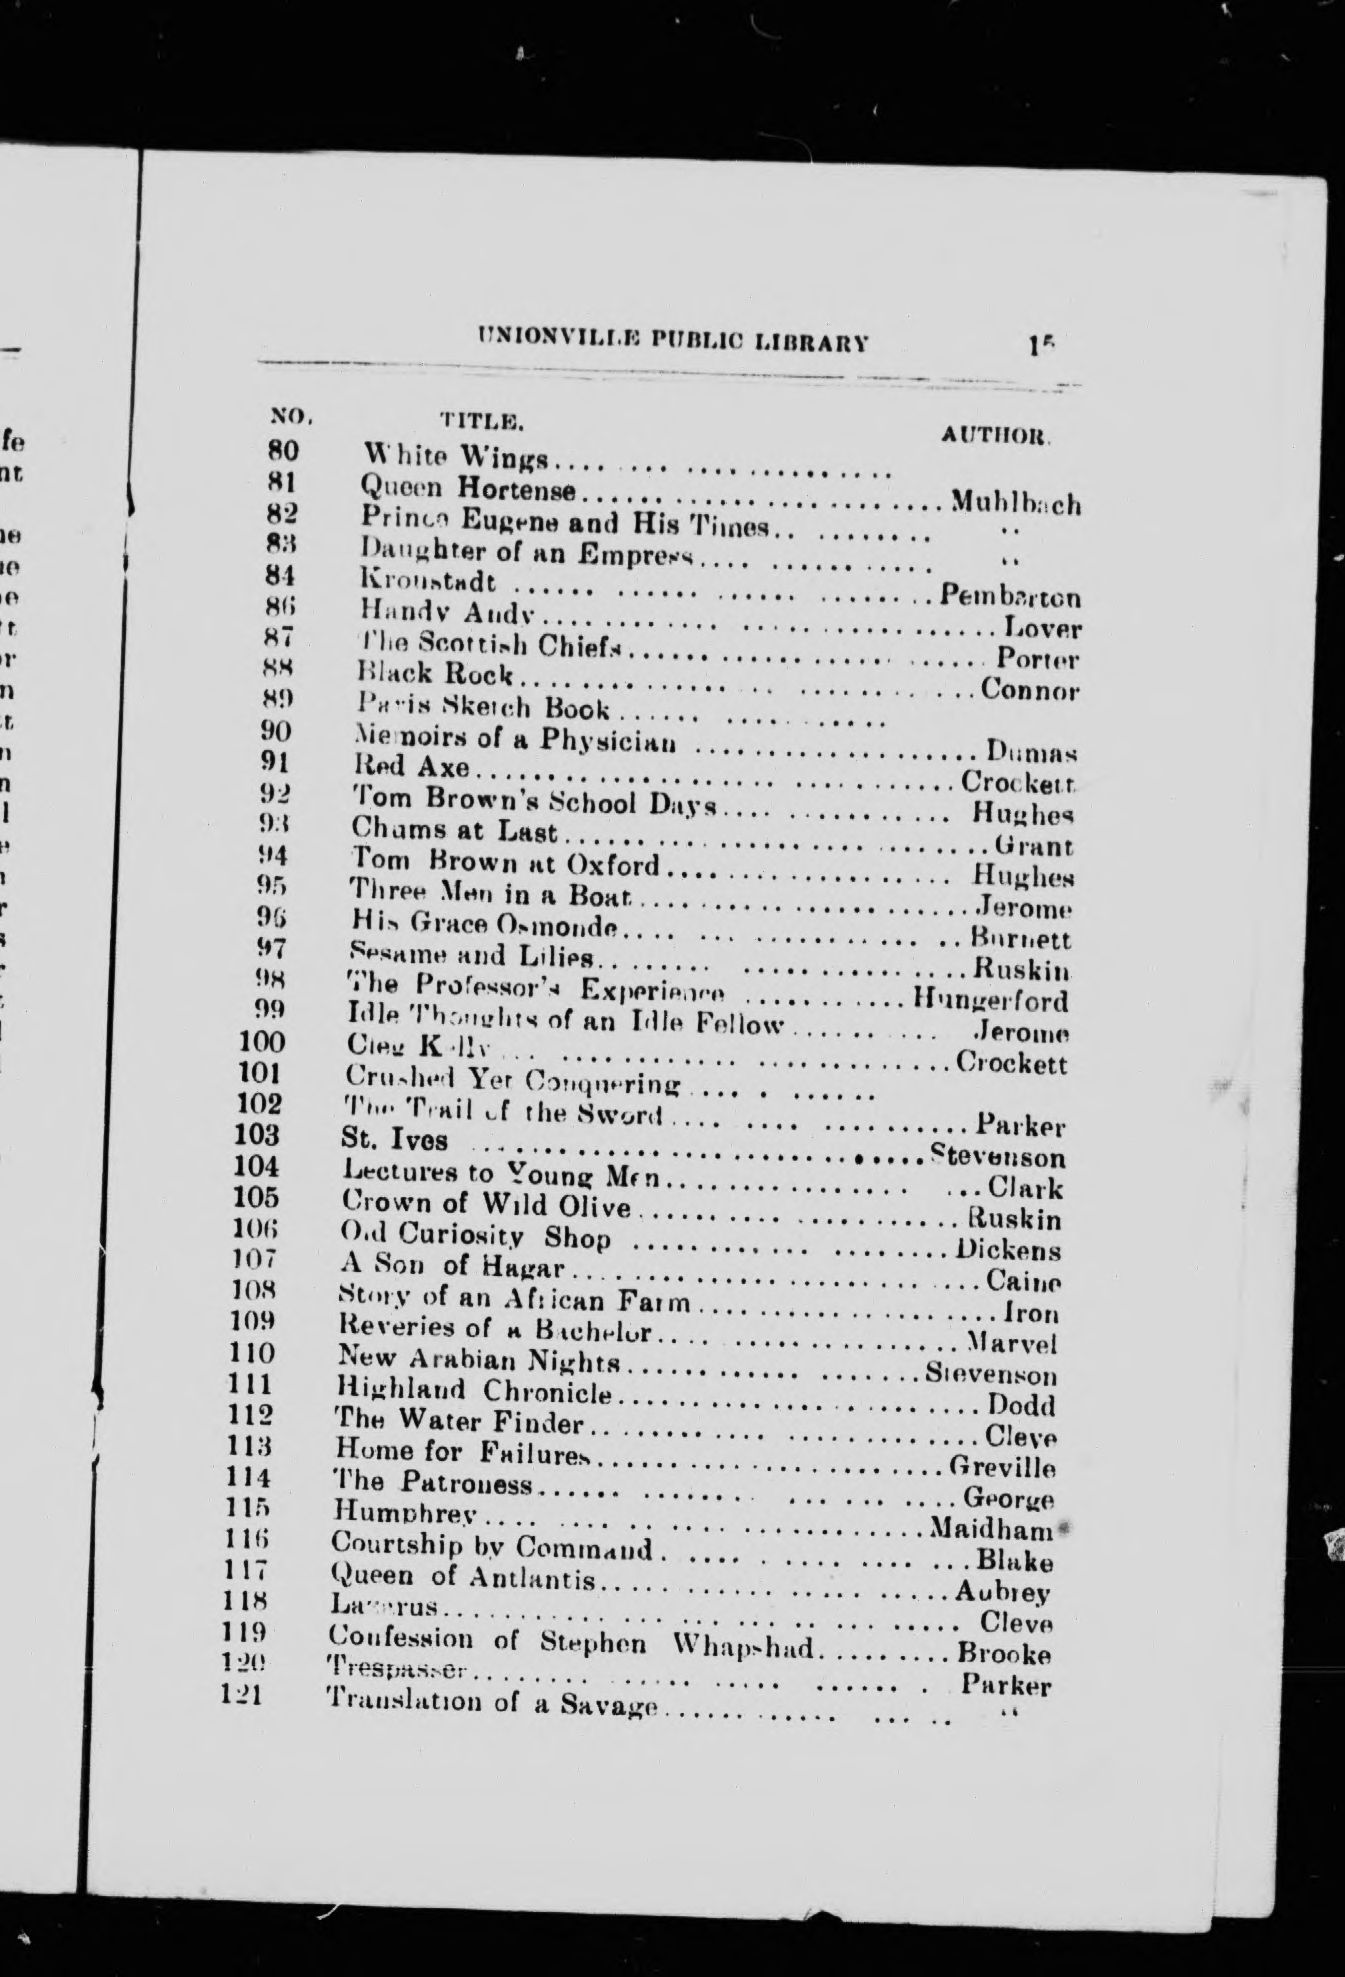 UNIONVILLE PUBLIC LIBRARY 15
NO. TITLE. AUTHOR.
80 White Wings....................
81 Queen Hortense....................Muhlbach
82 Prince Eugene and His Times.......... "
83 Daughter of an Empress............... "
84 Kronstadt ....................Pembarton
86 Handy Andy....................Lover
87 The Scottish Chiefs....................Porter
88 Black Rock....................Connor
89 Paris Sketch Book....................
90 Memoirs of a Physician ....................Dumas
91 Red Axe....................Crockett
92 Tom Brown's School Days....................Hughes
93 Chums at Last....................Grant
94 Tom Brown at Oxford....................Hughes
95 Three Men in a Boat....................Jerome
96 His Grace Osmonde....................Burnett
97 Sesame and Lilies....................Ruskin
98 The Professor's Experience ............Hungerford
99 Idle Thoughts of an Idle Fellow.......... Jerome
100 Cleg Kelly....................Crockett
101 Crushed Yet Conquering............
102 The Trail of the Sword....................Parker
103 St. Ives ....................Stevenson
104 Lectures to Young Men....................Clark
105 Crown of Wild Olive....................Ruskin
106 Old Curiosity Shop ....................Dickens
107 A Son of Hagar....................Caine
108 Story of an African Farm....................Iron
109 Reveries of a Bachelor....................Marvel
110 New Arabian Nights....................Stevenson
111 Highland Chronicle....................Dodd
112 The Water Finder....................Cleve
113 Home for Failures....................Greville
114 The Patroness....................George
115 Humphrey....................Maidham
116 Courtship by Command....................Blake
117 Queen of Antlantis....................Aubrey
118 Lazarus....................Cleve
119 Confession of Stephen Whapshad..........Brooke
120 Trespasser.................... Parker
121 Translation of a Savage.................... "